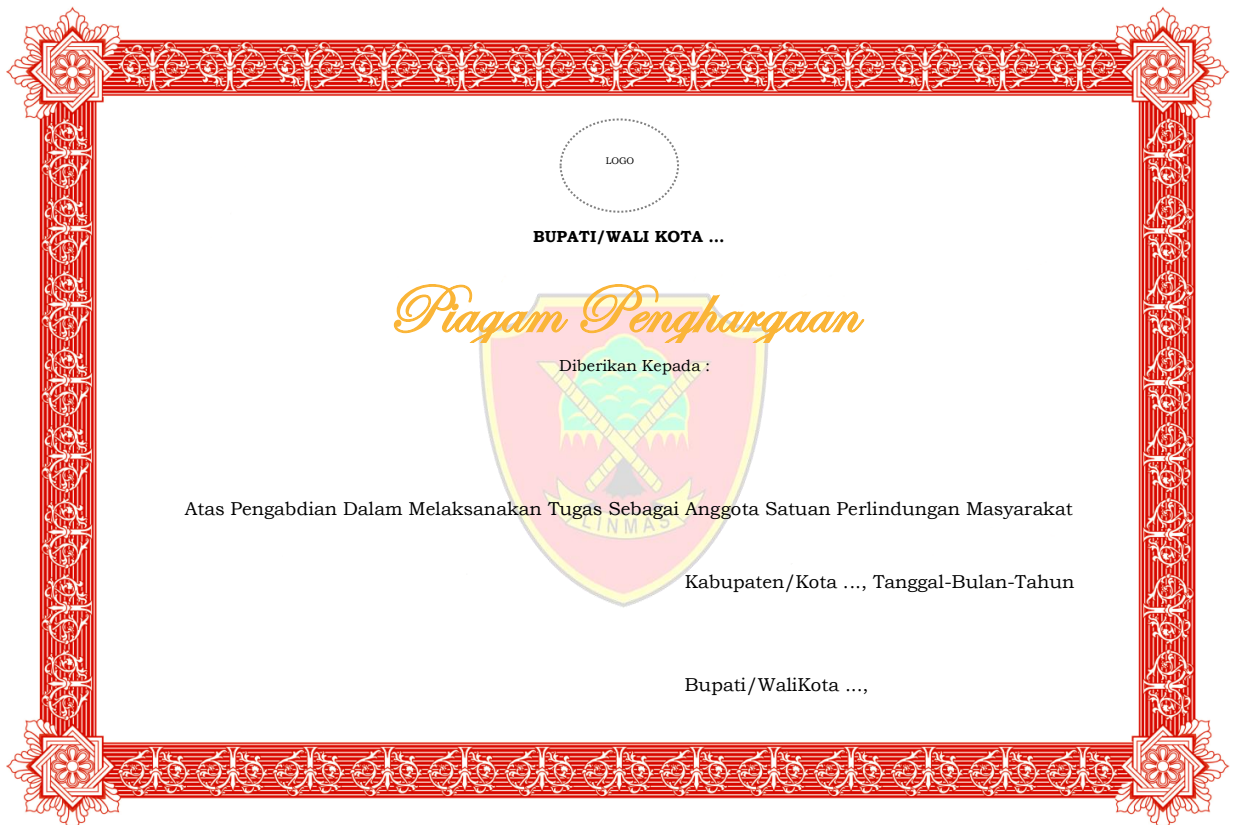 LOGO
BUPATI/WALI KOTA ...
Piagam Penghargaan
Diberikan Kepada :
Atas Pengabdian Dalam Melaksanakan Tugas Sebagai Anggota Satuan Perlindungan Masyarakat
LINMAS
Kabupaten/Kota ..., Tanggal-Bulan-Tahun
Bupati/WaliKota ...,